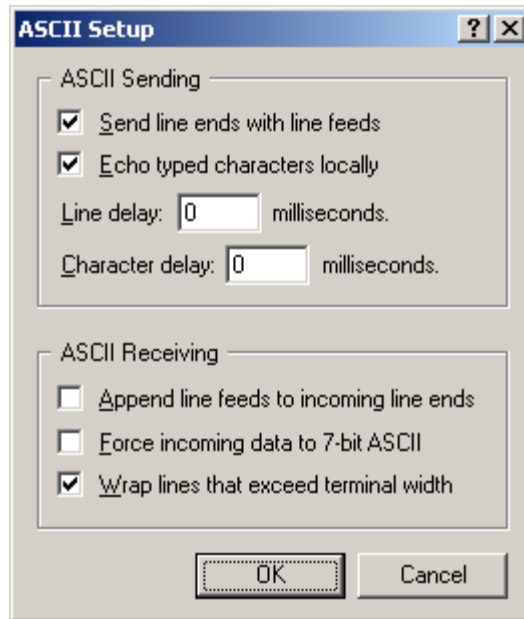 ASCII Setup
ASCII Sending
Send line ends with line feeds
Echo typed characters locally
Line delay: 0 milliseconds.
Character delay: 0 milliseconds.
ASCII Receiving
Append line feeds to incoming line ends
Force incoming data to 7-bit ASCII
Wrap lines that exceed terminal width
OK Cancel